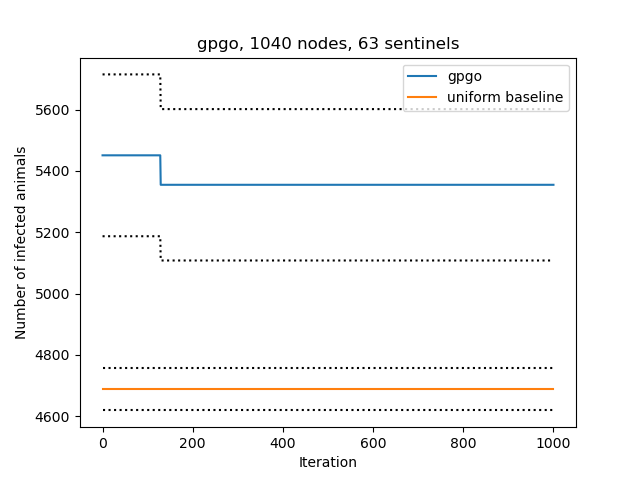 gpgo, 1040 nodes, 63 sentinels
gpgo
uniform baseline
Number of infected animals
5600
5400
5200
5000
4800
4600
0 200 400 600 800 1000
Iteration